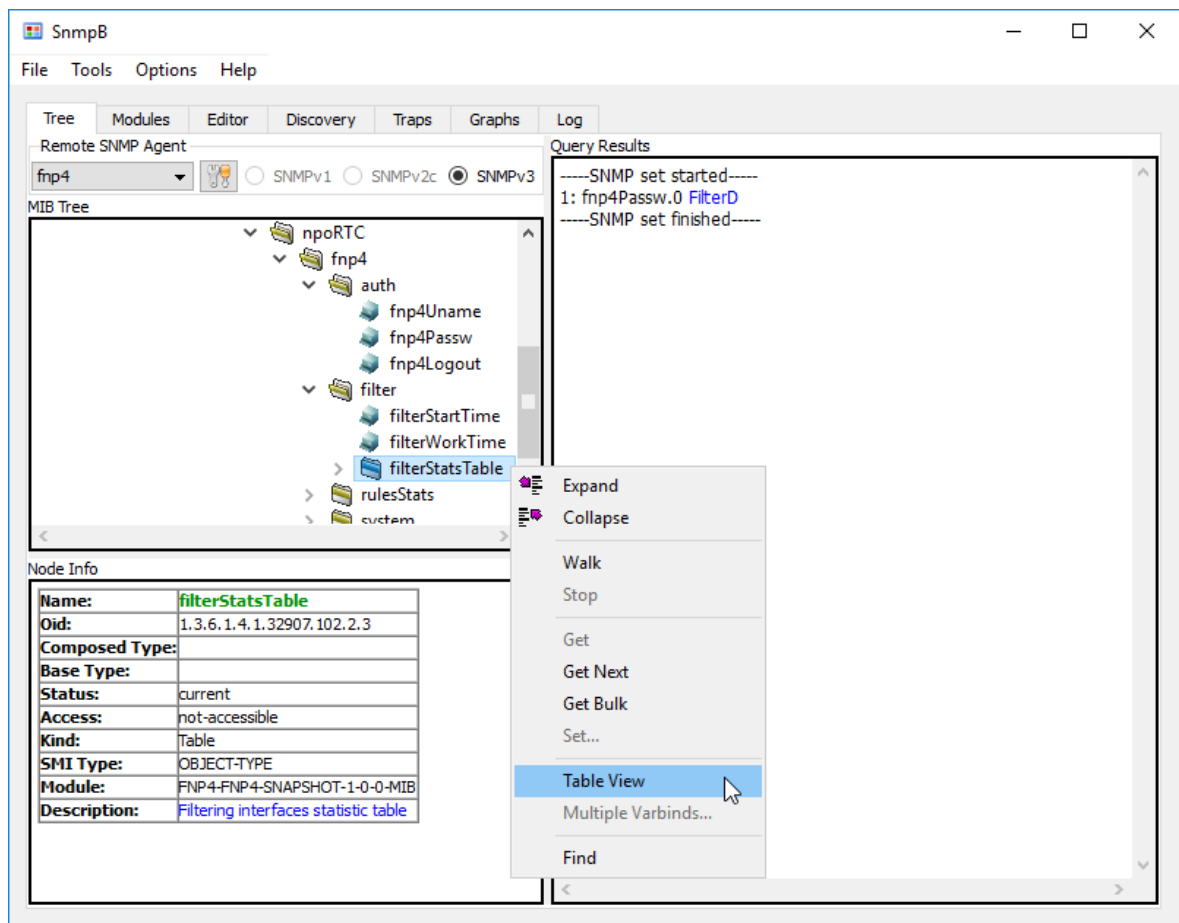 SnmpB
File Tools Options Help
Tree Modules Editor Discovery Traps Graphs Log
Remote SNMP Agent
fnp4 SNMPv1 SNMPv2c SNMPv3
MIB Tree
npoRTC
fnp4
auth
fnp4Uname
fnp4Passw
fnp4Logout
filter
filterStartTime
filterWorkTime
filterStatsTable
rulesStats
system
Query Results
-----SNMP set started-----
1: fnp4Passw.0 FilterD
-----SNMP set finished-----
Expand
Collapse
Walk
Stop
Get
Get Next
Get Bulk
Set...
Table View
Multiple Varbinds...
Find
Node Info
Name: filterStatsTable
Oid: 1.3.6.1.4.1.32907.102.2.3
Composed Type:
Base Type:
Status: current
Access: not-accessible
Kind: Table
SMI Type: OBJECT-TYPE
Module: FNP4-FNP4-SNAPSHOT-1-0-0-MIB
Description: Filtering interfaces statistic table